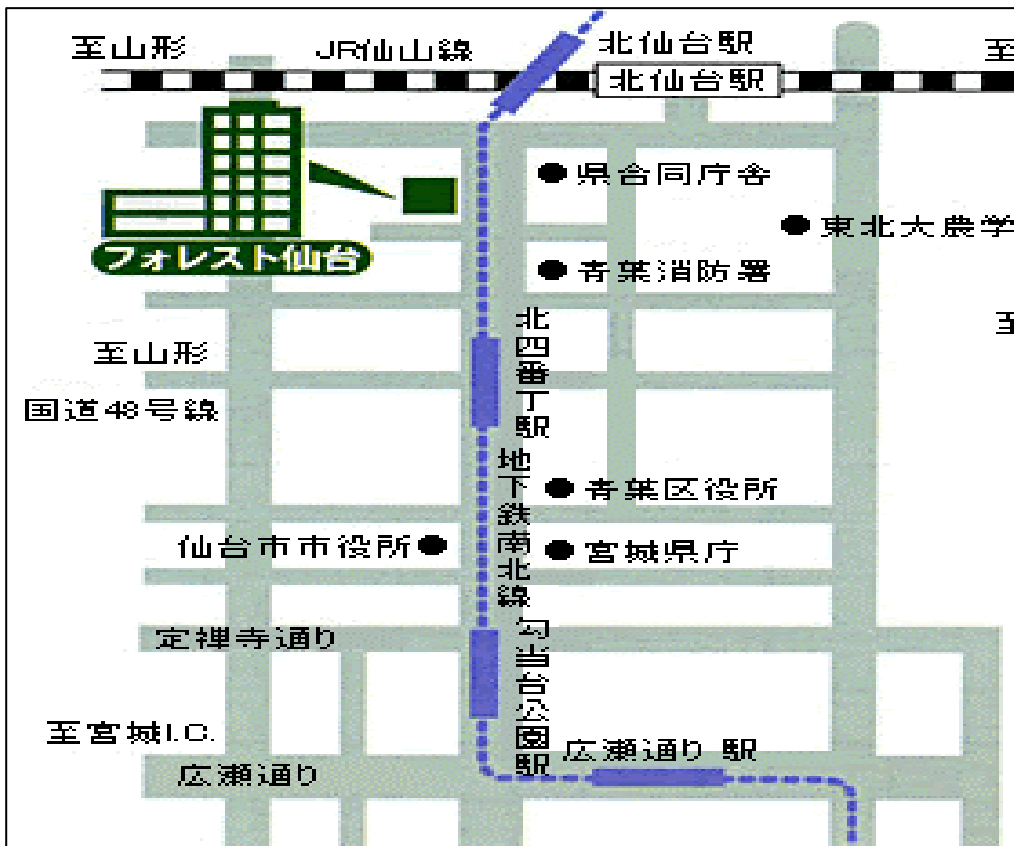 至山形
JR仙山線
北仙台駅
至
北仙台駅
県合同庁舎
東北大農学
フォレスト仙台
青葉消防署
至
至山形
北四番丁駅
国道48号線
地下鉄南北線
青葉区役所
仙台市市役所
宮城県庁
定禅寺通り
勾当台公園駅
至宮城I.C.
広瀬通り 駅
広瀬通り